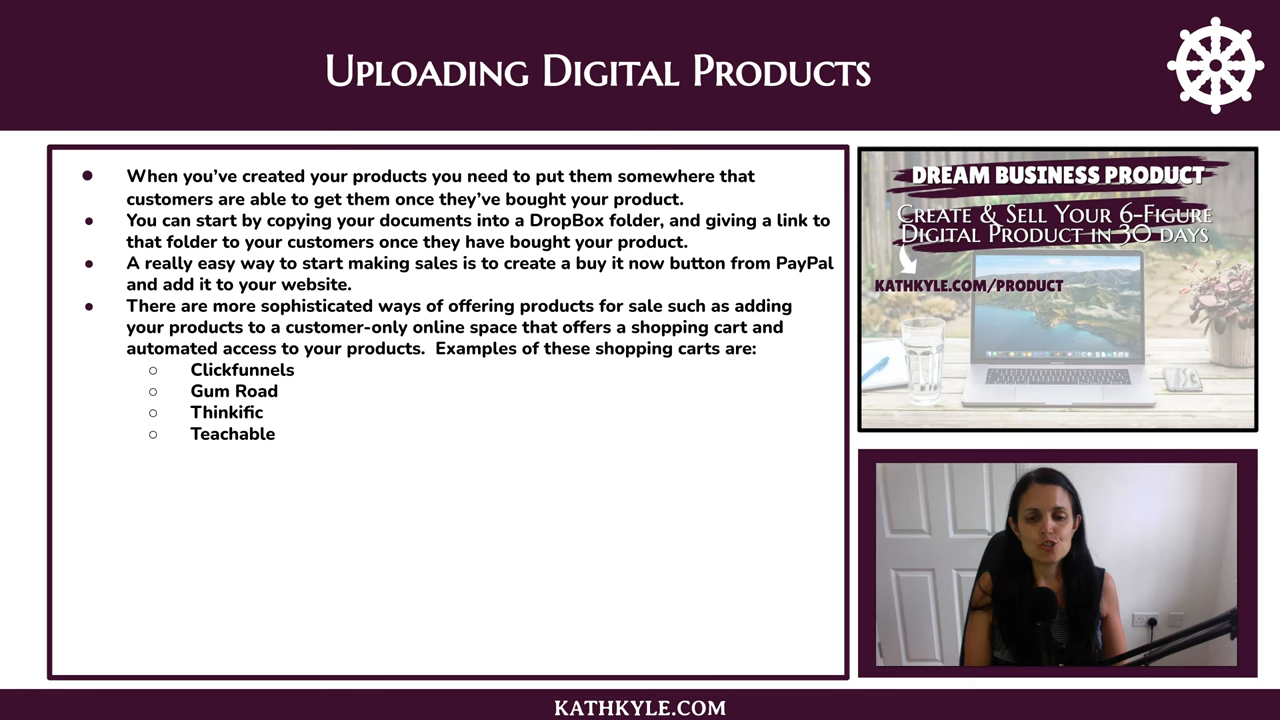 Uploading Digital Products
● When you’ve created your products you need to put them somewhere that
customers are able to get them once they’ve bought your product.
● You can start by copying your documents into a DropBox folder, and giving a link to
that folder to your customers once they have bought your product.
● A really easy way to start making sales is to create a buy it now button from PayPal
and add it to your website.
● There are more sophisticated ways of offering products for sale such as adding
your products to a customer-only online space that offers a shopping cart and
automated access to your products.  Examples of these shopping carts are:
○ Clickfunnels
○ Gum Road
○ Thinkific
○ Teachable
DREAM BUSINESS PRODUCT
Create & Sell Your 6-Figure
Digital Product in 30 days
KATHKYLE.COM/PRODUCT
KATHKYLE.COM